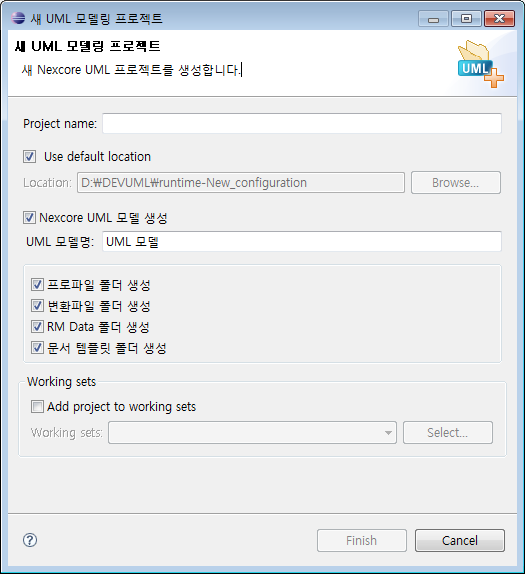 새 UML 모델링 프로젝트
새 UML 모델링 프로젝트
새 Nexcore UML 프로젝트를 생성합니다.
UML
Project name:
Use default location
Location: D:₩DEVUML₩runtime-New_configuration Browse...
Nexcore UML 모델 생성
UML 모델명: UML 모델
프로파일 폴더 생성
변환파일 폴더 생성
RM Data 폴더 생성
문서 템플릿 폴더 생성
Working sets
Add project to working sets
Working sets: Select...
? Finish Cancel